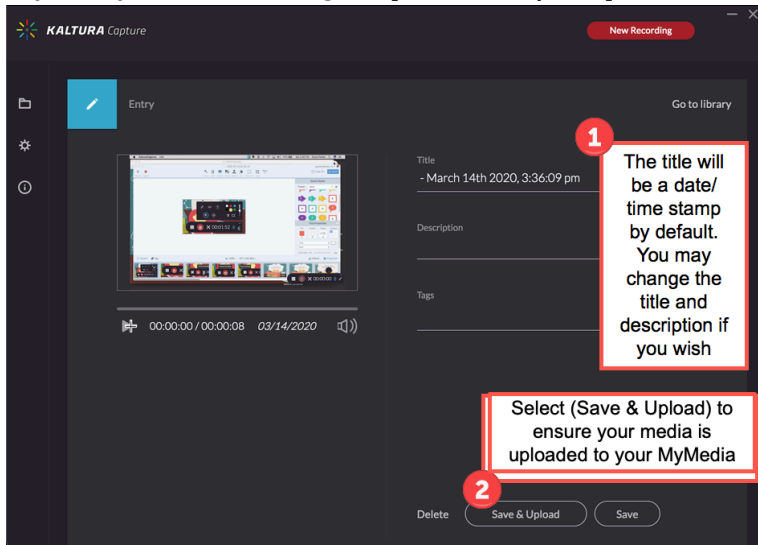 KALTURA Capture
New Recording
Entry
Go to library
1
Title
- March 14th 2020, 3:36:09 pm
The title will
be a date/
time stamp
by default.
You may
change the
title and
description if
you wish
Description
Tags
00:00:00 / 00:00:08 03/14/2020
Select (Save & Upload) to
ensure your media is
uploaded to your MyMedia
2
Delete
Save & Upload
Save